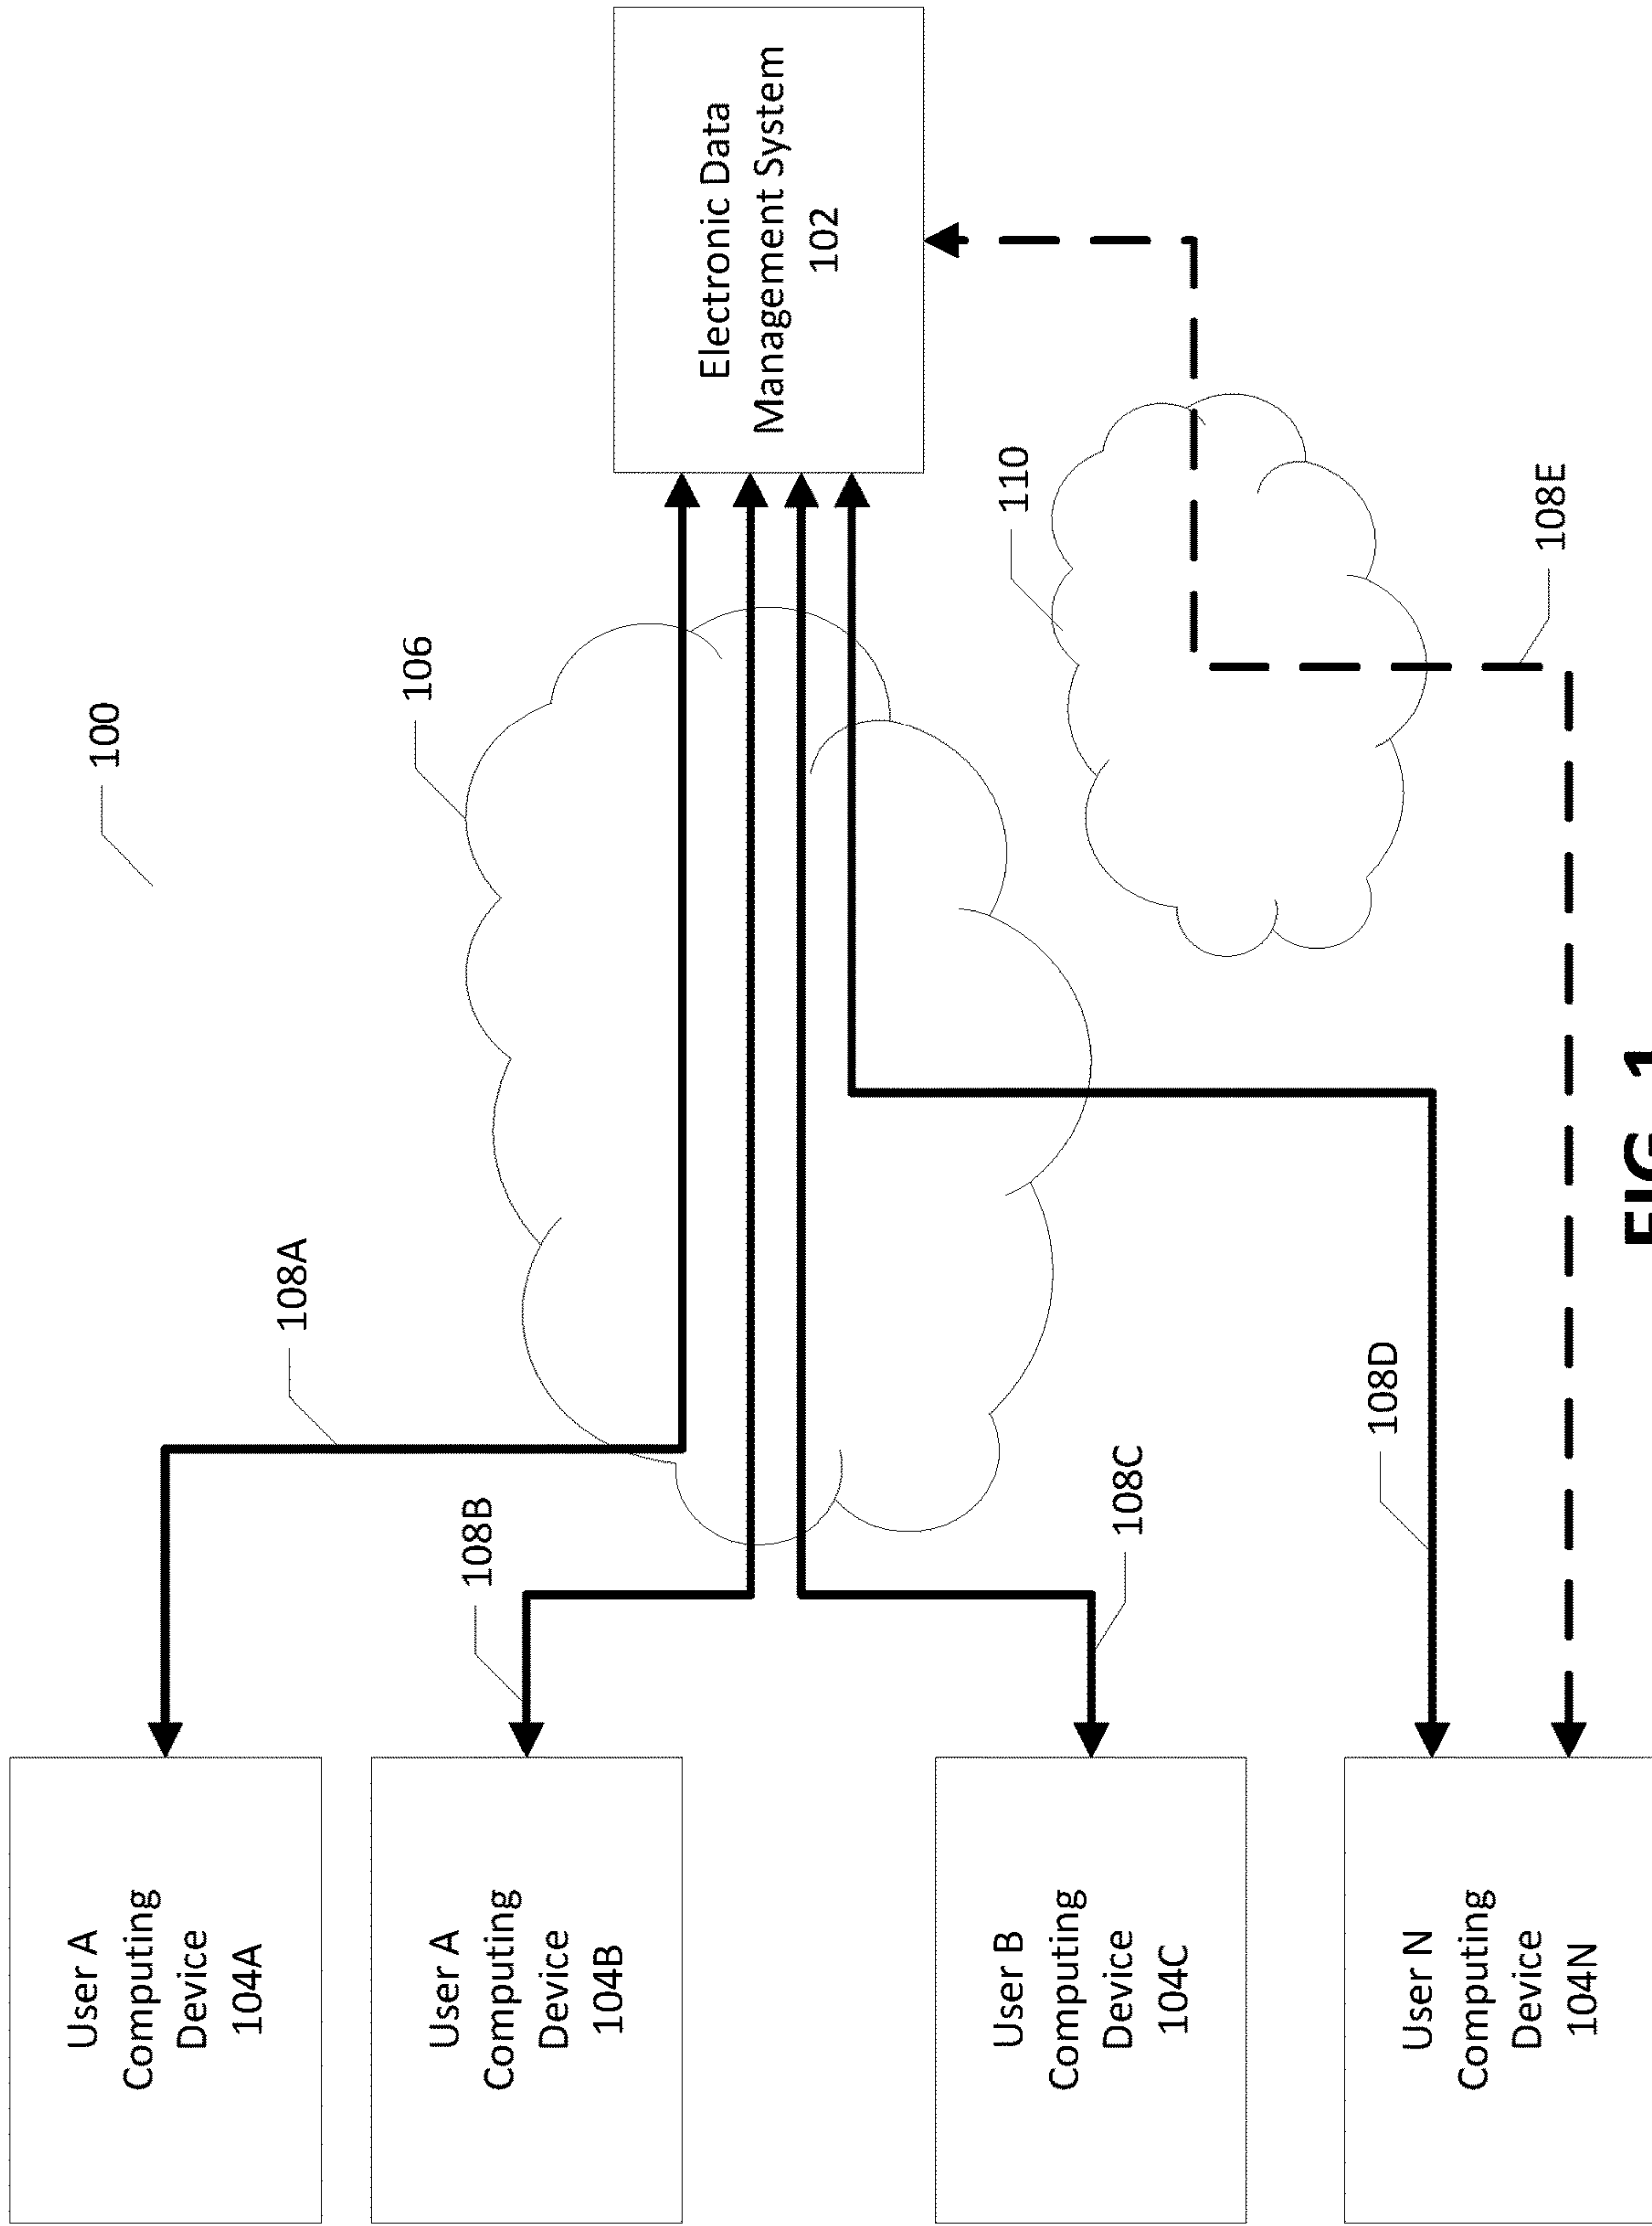 100
106
108A
108B
108C
108D
108E
110
User A
Computing
Device
104A
User A
Computing
Device
104B
User B
Computing
Device
104C
User N
Computing
Device
104N
Electronic Data
Management System
102
FIG. 1